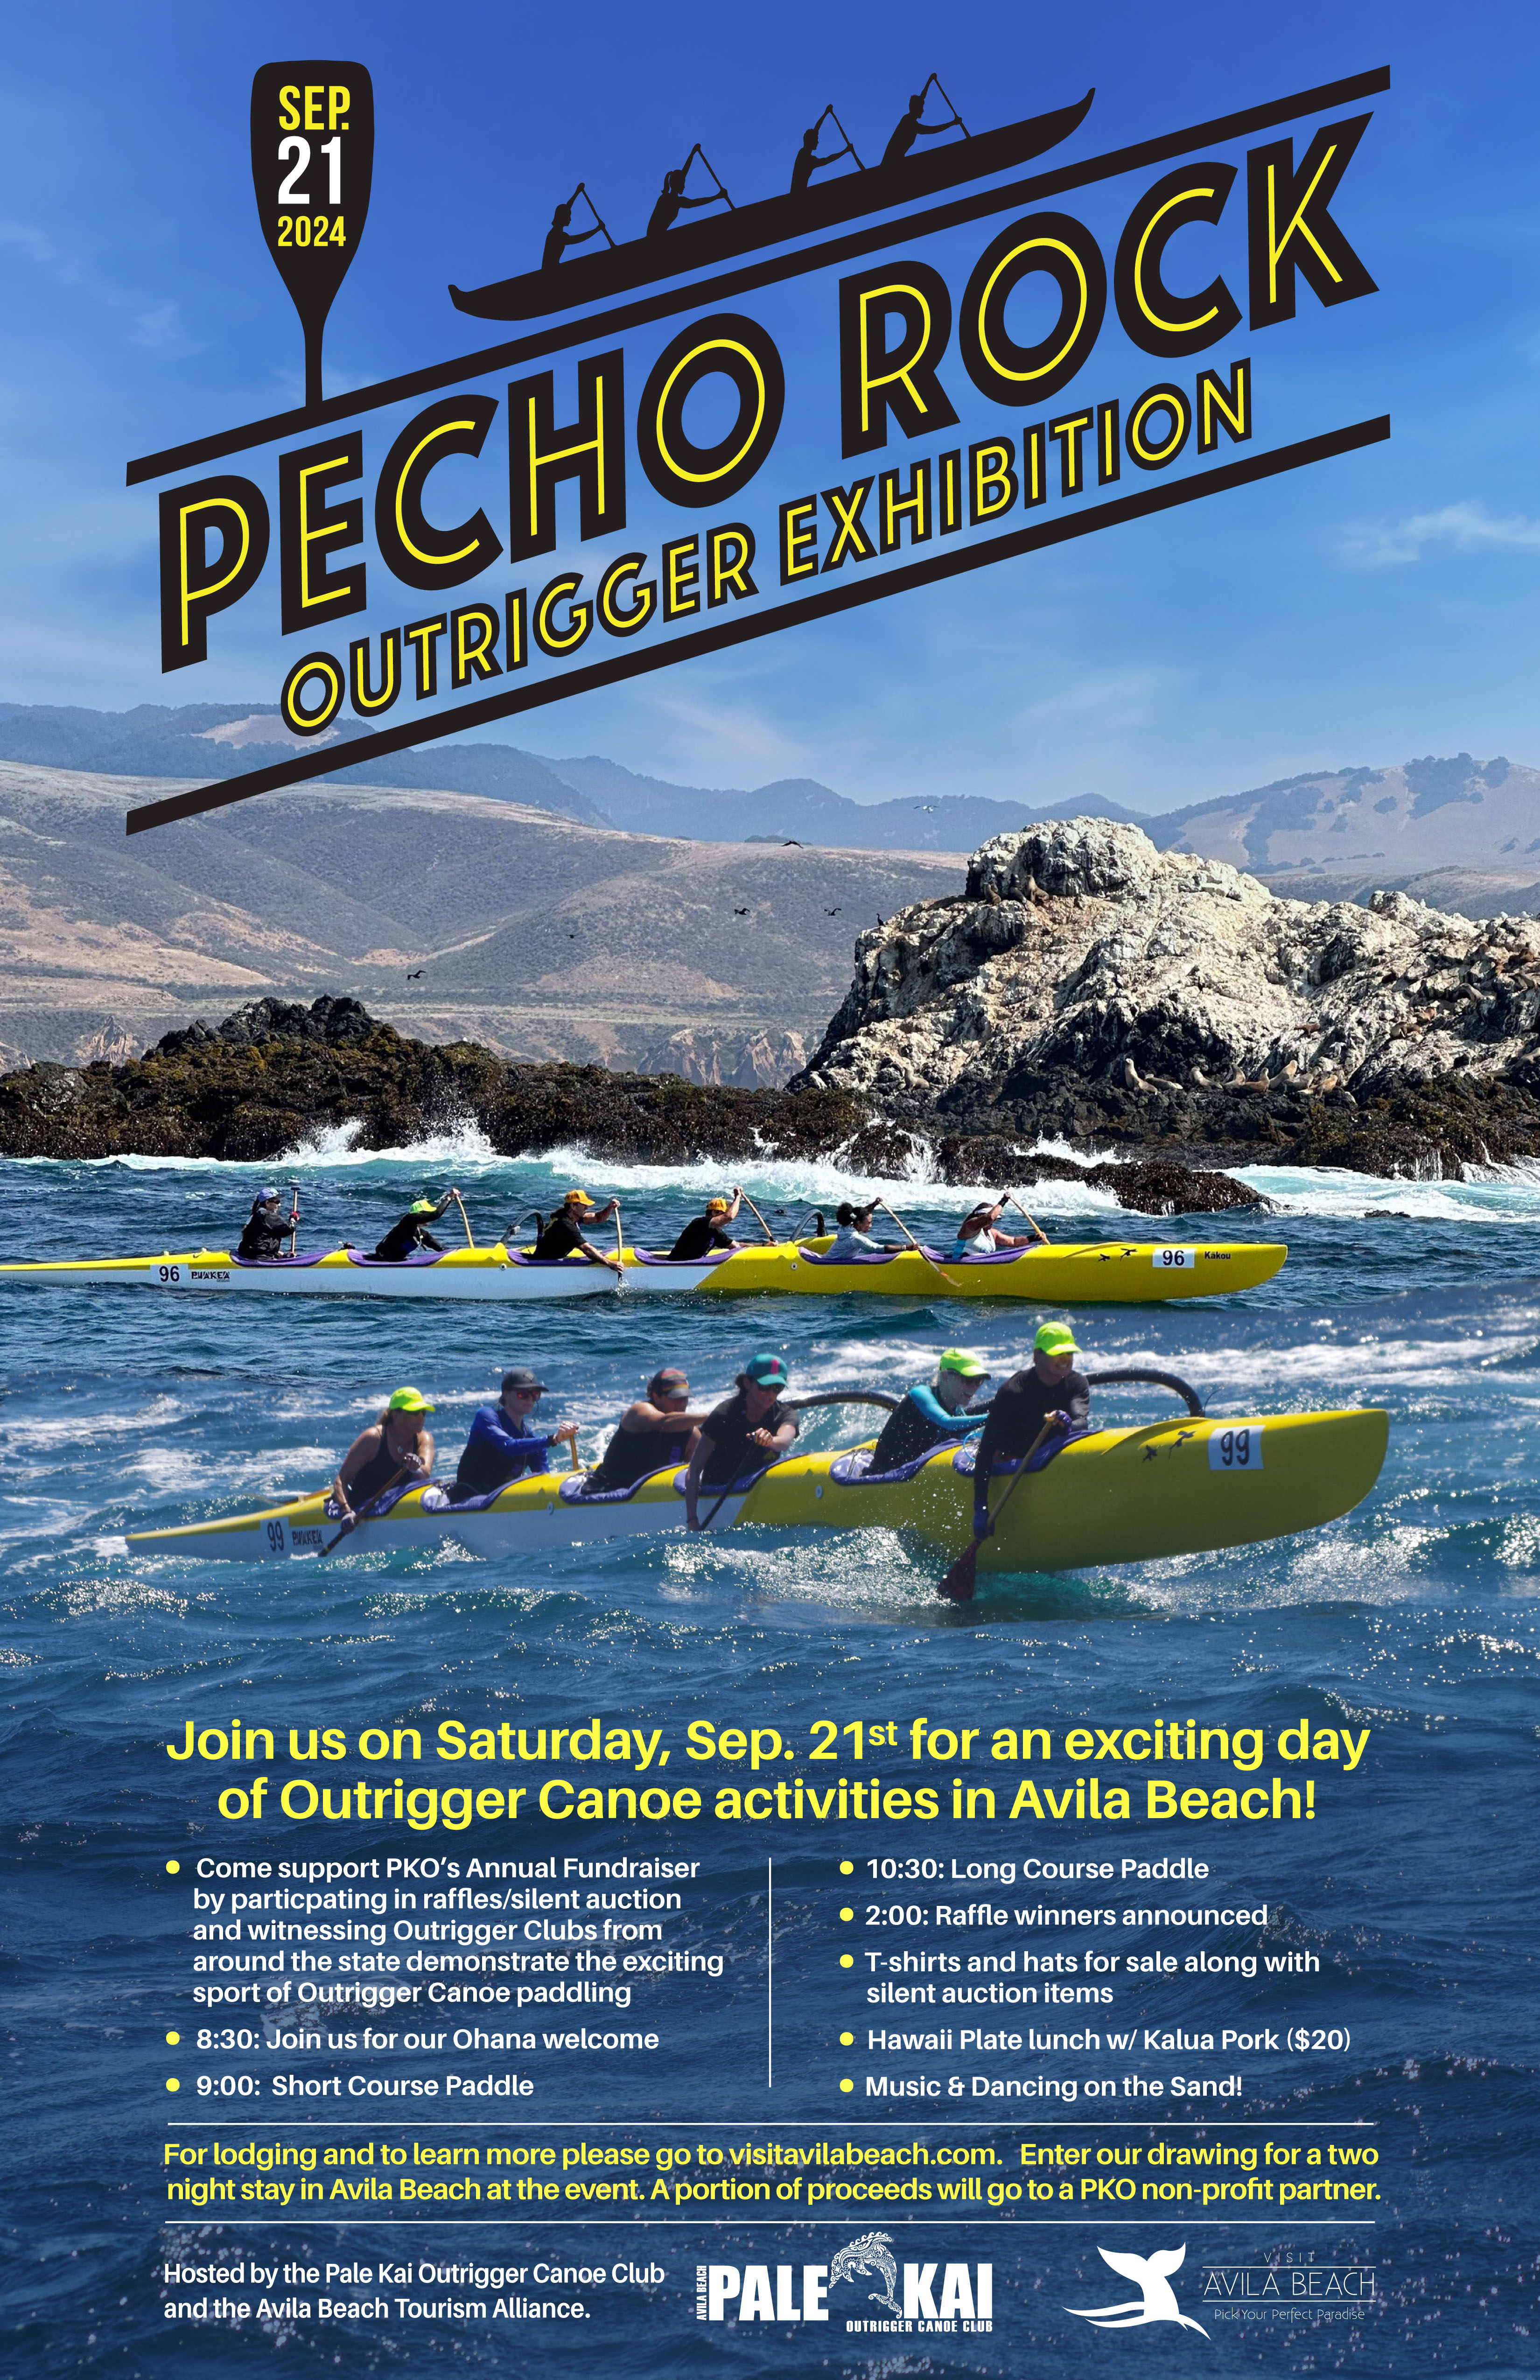 SEP.
21
2024
PECHO ROCK
OUTRIGGER EXHIBITION
96
PUAKEA
96
Kākou
99
99
PUAKEA
Join us on Saturday, Sep. 21st for an exciting day
of Outrigger Canoe activities in Avila Beach!
• Come support PKO’s Annual Fundraiser
by particpating in raffles/silent auction
and witnessing Outrigger Clubs from
around the state demonstrate the exciting
sport of Outrigger Canoe paddling
• 8:30: Join us for our Ohana welcome
• 9:00: Short Course Paddle
• 10:30: Long Course Paddle
• 2:00: Raffle winners announced
• T-shirts and hats for sale along with
silent auction items
• Hawaii Plate lunch w/ Kalua Pork ($20)
• Music & Dancing on the Sand!
For lodging and to learn more please go to visitavilabeach.com. Enter our drawing for a two
night stay in Avila Beach at the event. A portion of proceeds will go to a PKO non-profit partner.
Hosted by the Pale Kai Outrigger Canoe Club
and the Avila Beach Tourism Alliance.
AVILA BEACH
PALE KAI
OUTRIGGER CANOE CLUB
VISIT
AVILA BEACH
Pick Your Perfect Paradise